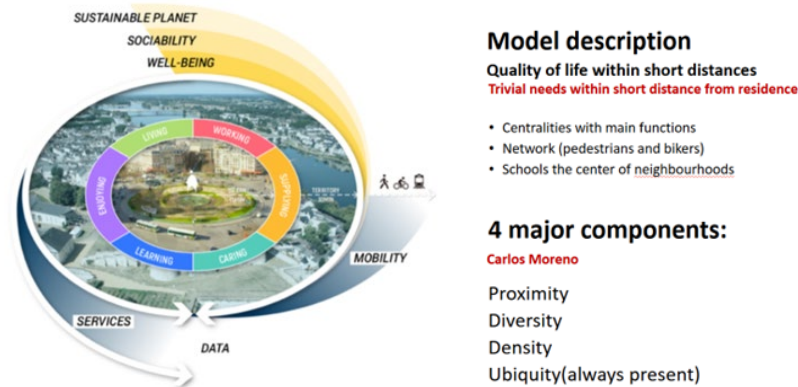 SUSTAINABLE PLANET
SOCIABILITY
WELL-BEING
LIVING
WORKING
SUPPLYING
CARING
LEARNING
ENJOYING
TERRITORY
MOBILITY
SERVICES
DATA
Model description
Quality of life within short distances
Trivial needs within short distance from residence
• Centralities with main functions
• Network (pedestrians and bikers)
• Schools the center of neighbourhoods
4 major components:
Carlos Moreno
Proximity
Diversity
Density
Ubiquity(always present)